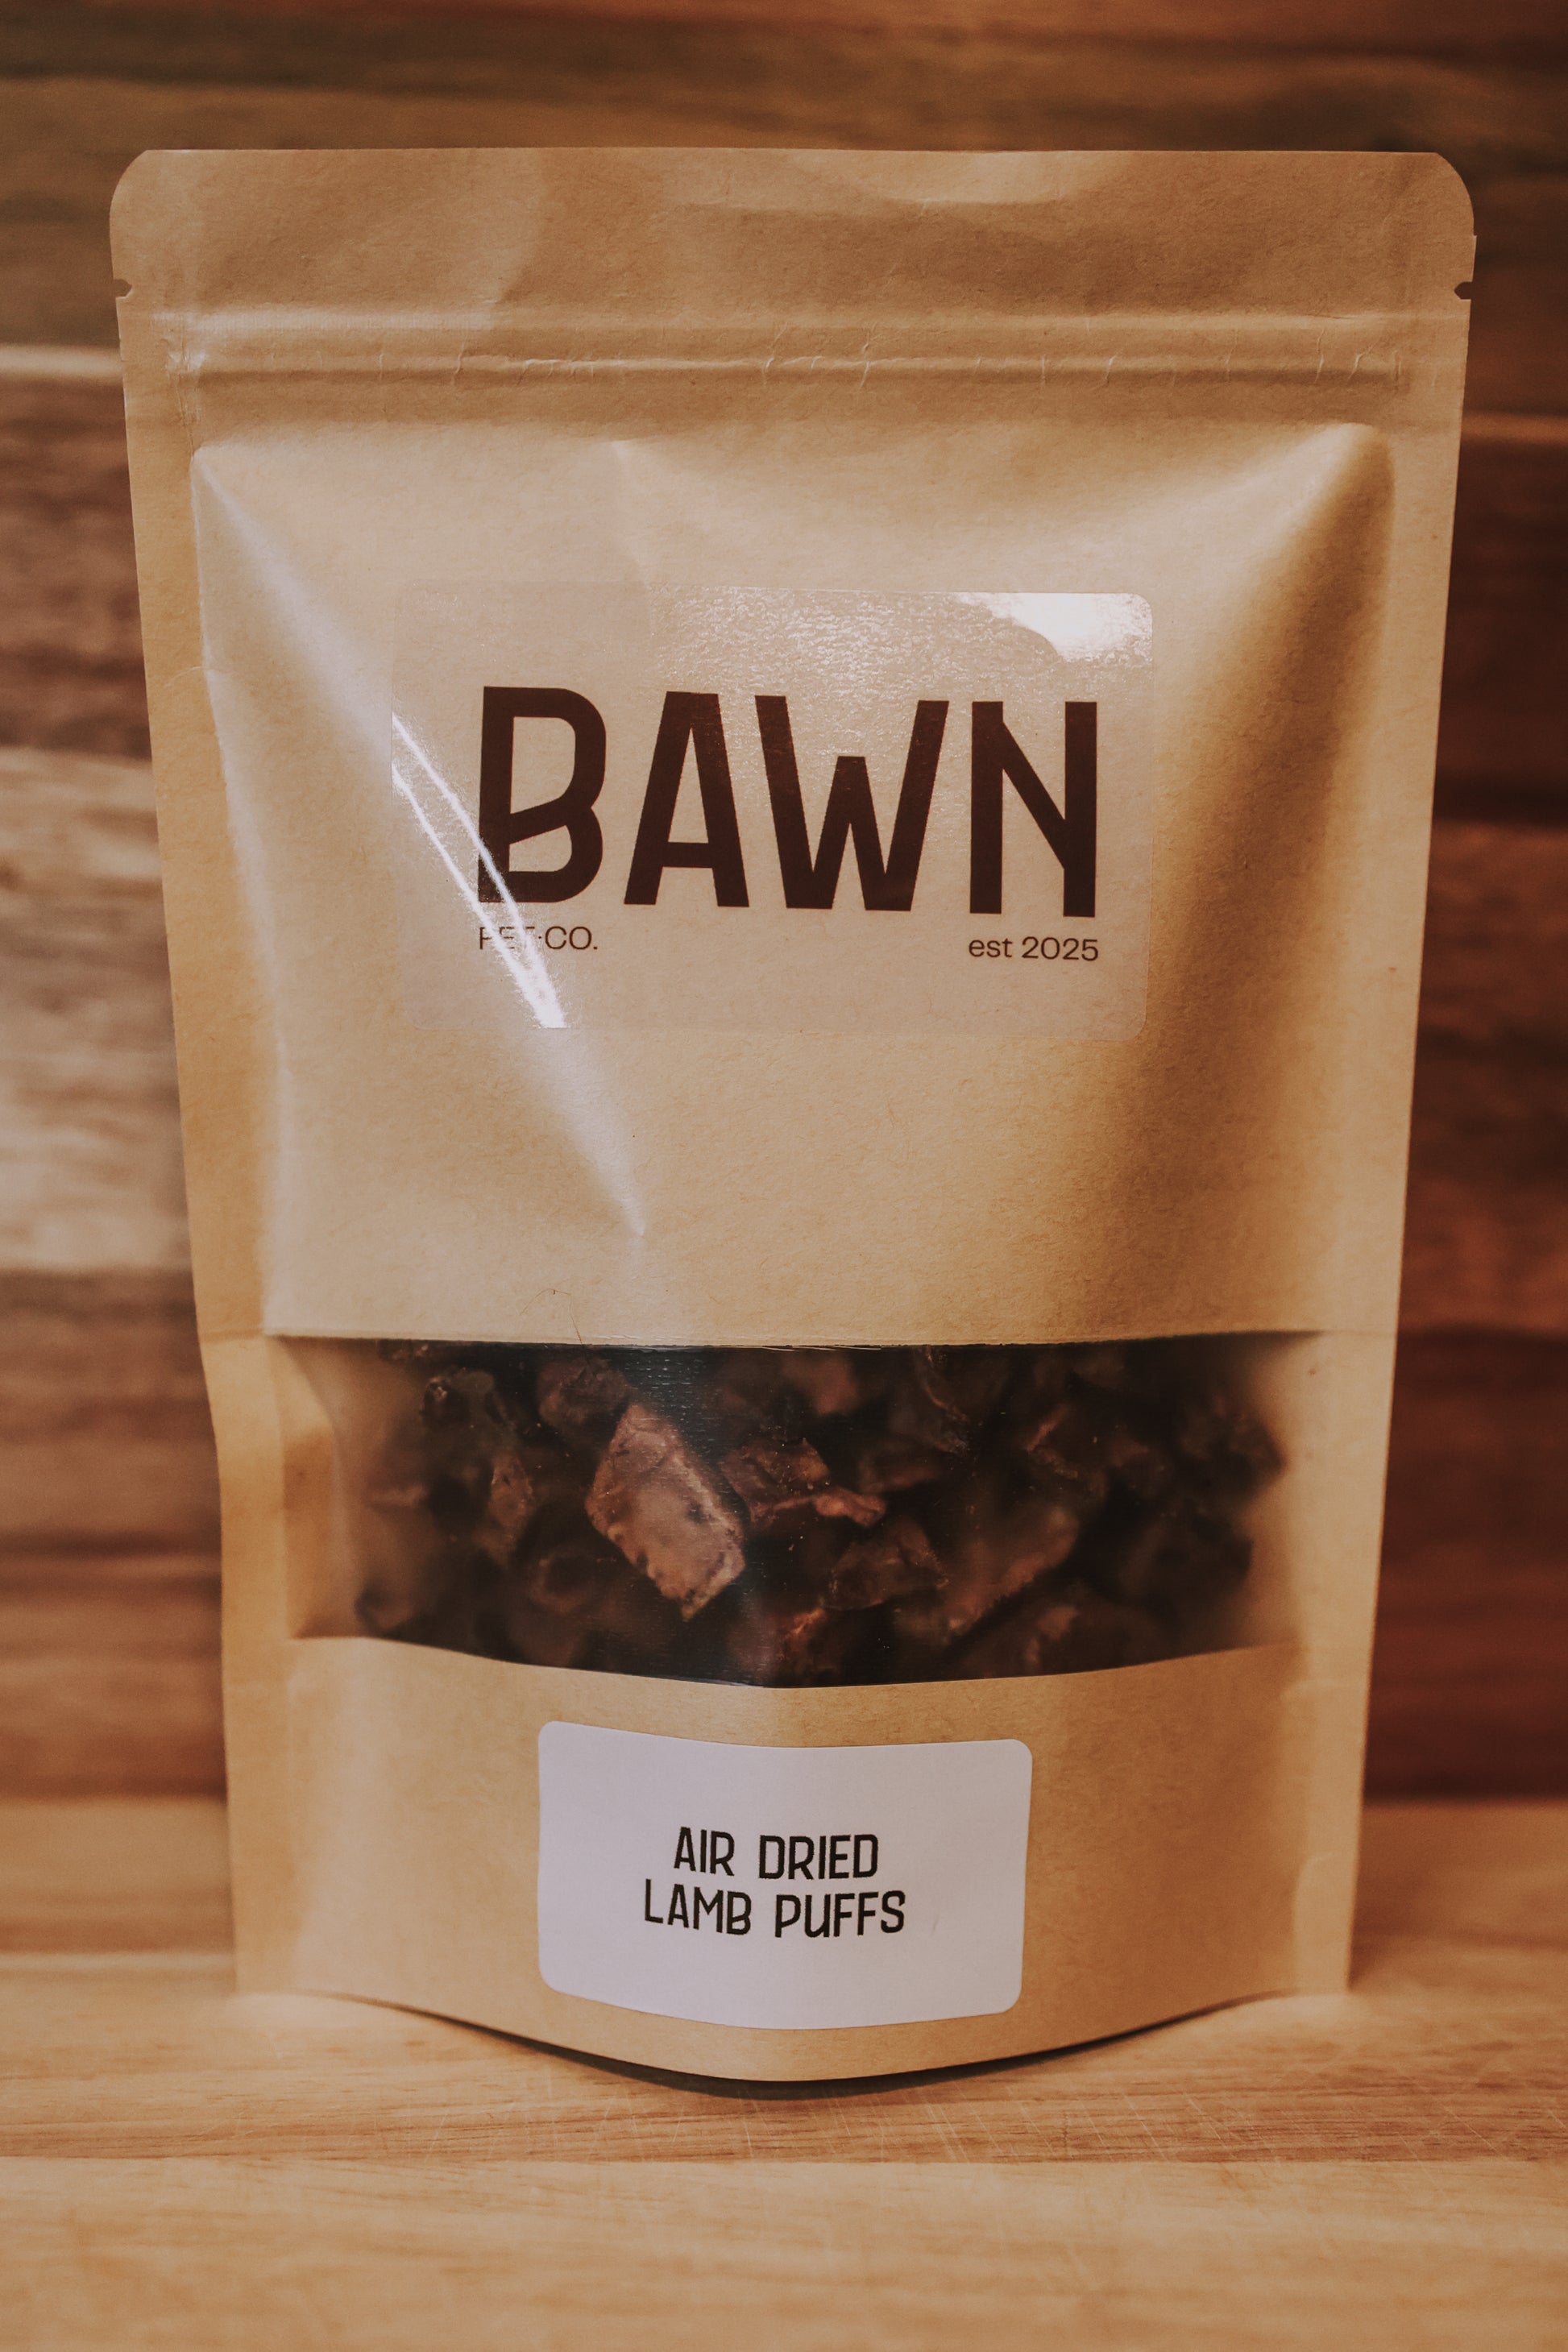 BAWN
PET·CO.
est 2025
AIR DRIED
LAMB PUFFS